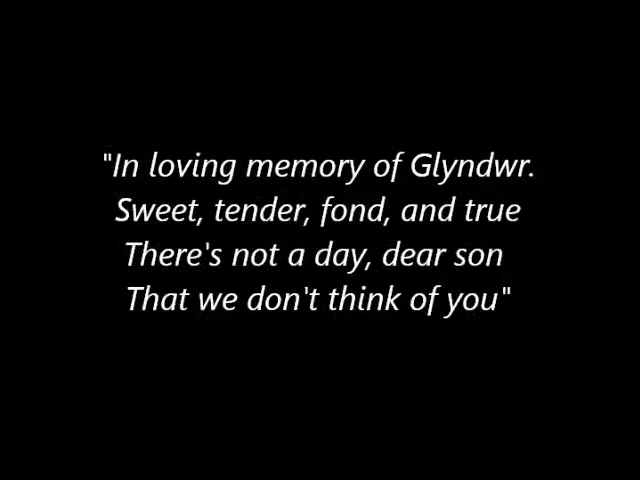 "In loving memory of Glyndwr.
Sweet, tender, fond, and true
There's not a day, dear son
That we don't think of you"